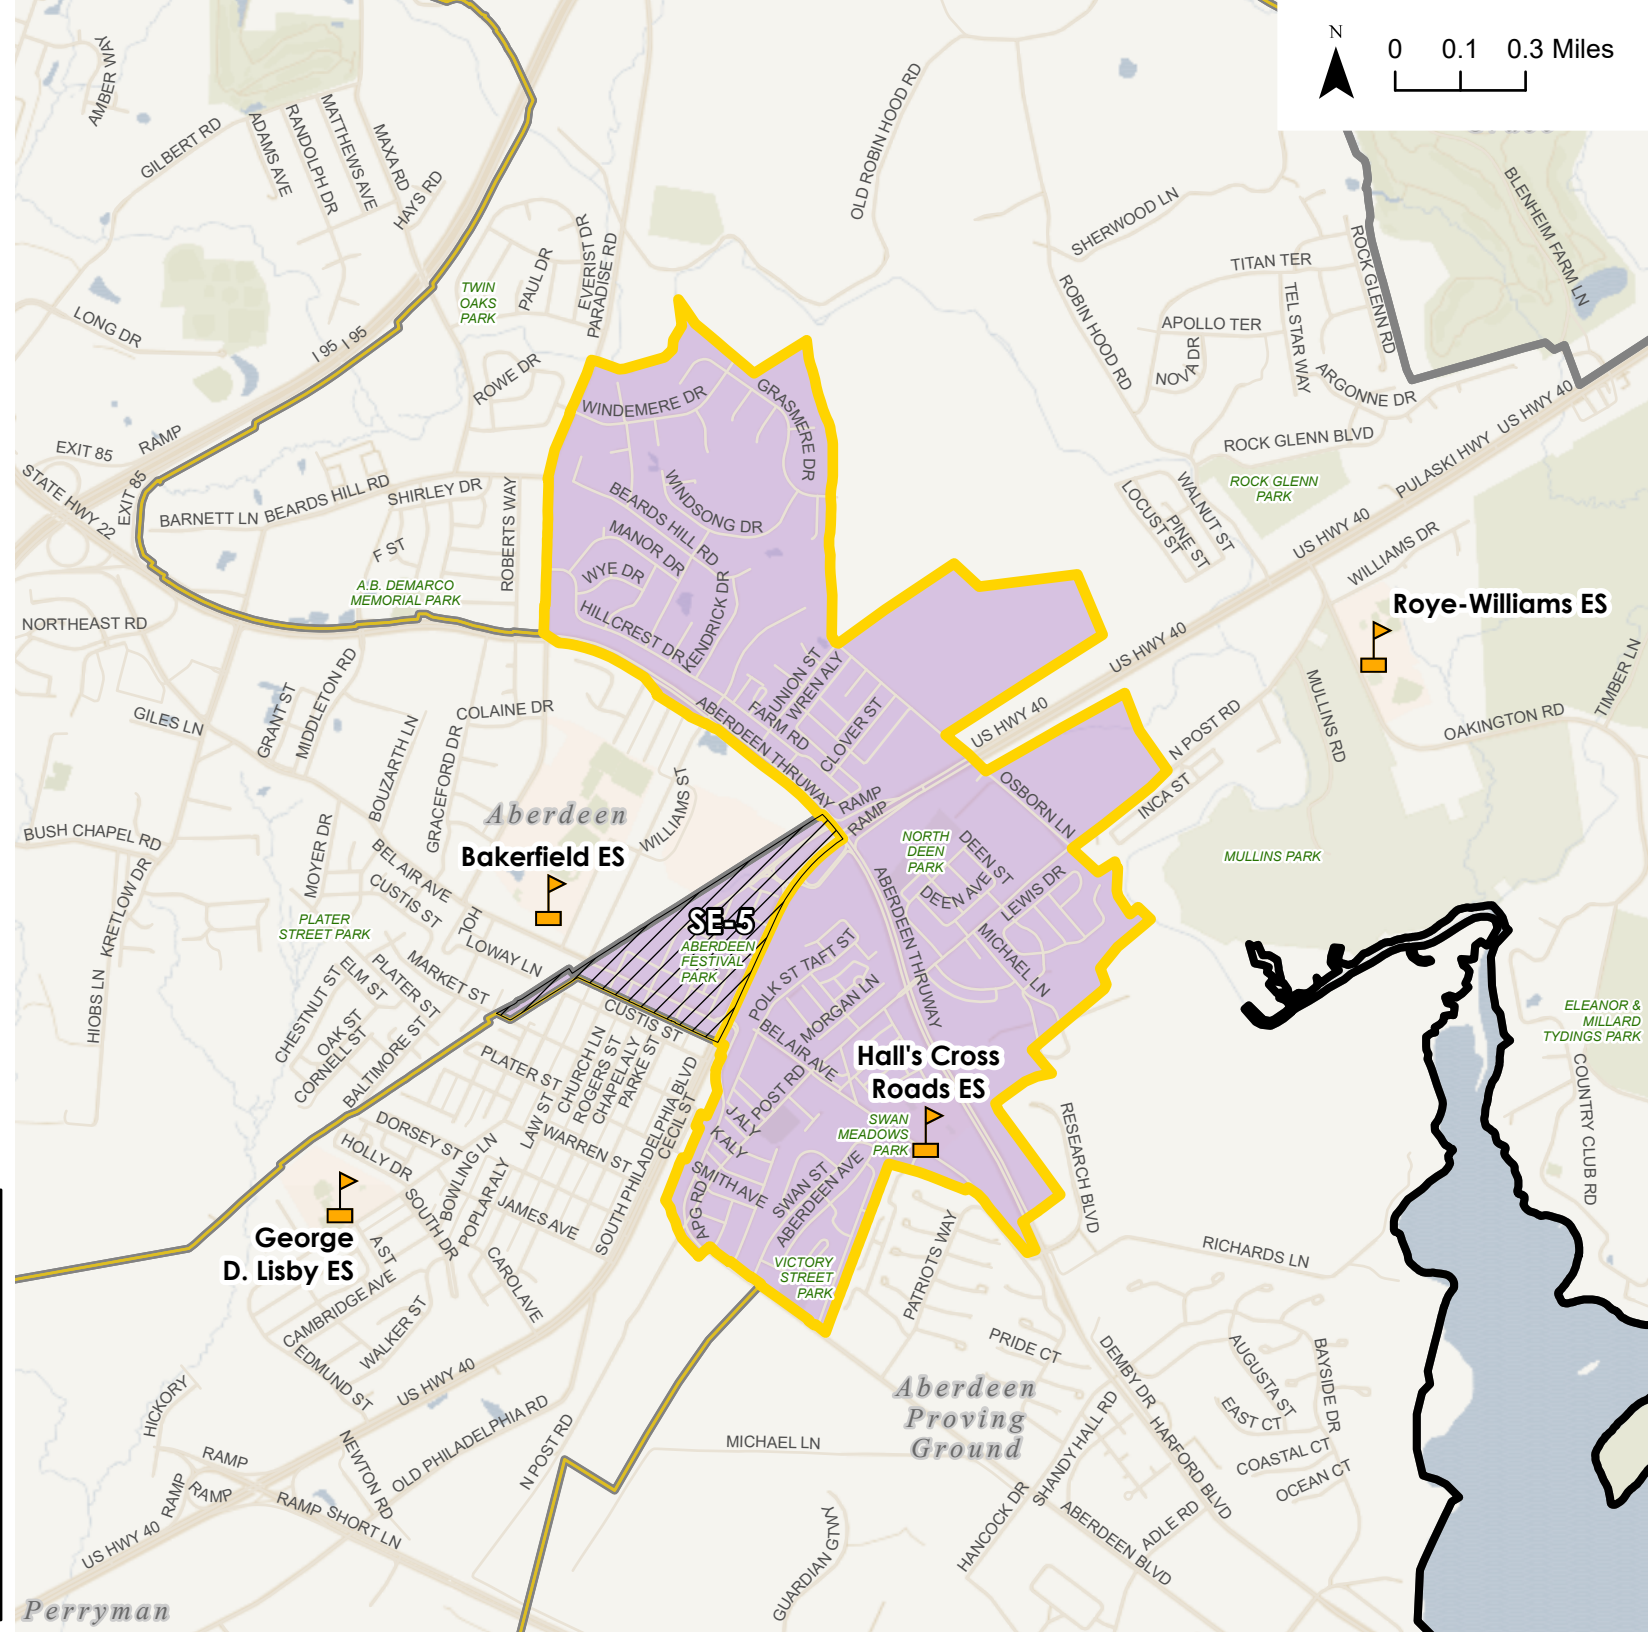 N
0 0.1 0.3 Miles
AMBER WAY
GILBERT RD
ADAMS AVE
RANDOLPH DR
MATTHEWS AVE
MAXA RD
HAYS RD
OLD ROBIN HOOD RD
SHERWOOD LN
BLENHEIM FARM LN
TITAN TER
ROCK GLENN RD
TWIN
OAKS
PARK
PAUL DR
EVERIST DR
PARADISE RD
ROBIN HOOD RD
TEL STAR WAY
APOLLO TER
NOVA DR
LONG DR
I 95
I 95
ROWE DR
ARGONNE DR
US HWY 40
WINDEMERE DR
GRASMERE DR
ROCK GLENN BLVD
PULASKI HWY
EXIT 85
RAMP
STATE HWY 22
EXIT 85
BARNETT LN
BEARDS HILL RD
SHIRLEY DR
ROBERTS WAY
BEARDS HILL RD
WINDSONG DR
ROCK GLENN
PARK
LOCUST ST
WALNUT ST
PINE ST
US HWY 40
WILLIAMS DR
F ST
MANOR DR
WYE DR
KENDRICK DR
HILLCREST DR
A.B. DEMARCO
MEMORIAL PARK
Roye-Williams ES
NORTHEAST RD
US HWY 40
UNION ST
WREN ALY
FARM RD
CLOVER ST
ABERDEEN THRUWAY
MULLINS RD
TIMBER LN
OAKINGTON RD
GILES LN
GRANT ST
MIDDLETON RD
BOUZARTH LN
COLAINE DR
GRACEFORD DR
US HWY 40
N POST RD
OSBORN LN
INCA ST
RAMP
RAMP
Aberdeen
WILLIAMS ST
BUSH CHAPEL RD
KRETLOW DR
MOYER DR
BEL AIR AVE
CUSTIS ST
Bakerfield ES
NORTH
DEEN
PARK
DEEN ST
DEEN AVE
LEWIS DR
ABERDEEN THRUWAY
MULLINS PARK
PLATER
STREET PARK
HOL
LOWAY LN
SE-5
ABERDEEN
FESTIVAL
PARK
MICHAEL LN
HIOBS LN
CHESTNUT ST
ELM ST
PLATER ST
MARKET ST
OAK ST
CORNELL ST
BALTIMORE ST
CUSTIS ST
POLK ST
TAFT ST
MORGAN LN
BELAIR AVE
ELEANOR &
MILLARD
TYDINGS PARK
Hall's Cross
Roads ES
PLATER ST
CHURCH LN
ROGERS ST
CHAPEL ALY
PARKE ST
LAW ST
WARREN ST
CECIL ST
SOUTH PHILADELPHIA BLVD
POST RD
J ALY
K ALY
SWAN
MEADOWS
PARK
RESEARCH BLVD
COUNTRY CLUB RD
DORSEY ST
HOLLY DR
BOWLING LN
POPLAR ALY
SOUTH DR
JAMES AVE
SMITH AVE
APG RD
SWAN ST
ABERDEEN AVE
George
D. Lisby ES
A ST
CAMBRIDGE AVE
WALKER ST
EDMUND ST
CAROL AVE
VICTORY
STREET
PARK
PATRIOTS WAY
RICHARDS LN
PRIDE CT
US HWY 40
HICKORY
OLD PHILADELPHIA RD
NEWTON RD
N POST RD
Aberdeen
Proving
Ground
MICHAEL LN
DEMBY DR
HARFORD BLVD
SHANDY HALL RD
HANCOCK DR
AUGUSTA ST
BAYSIDE DR
EAST CT
COASTAL CT
OCEAN CT
RAMP
RAMP
RAMP
RAMP
SHORT LN
US HWY 40
ABERDEEN BLVD
ADLE RD
GUARDIAN GTWY
Perryman